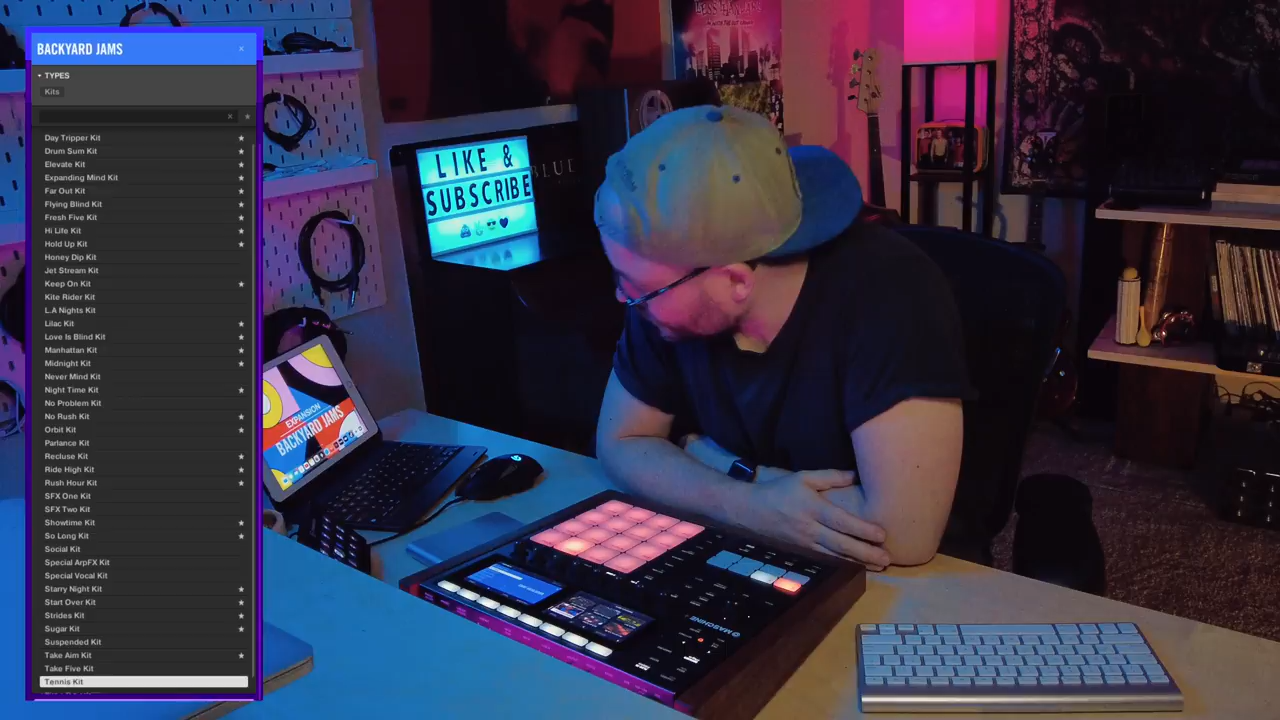 BACKYARD JAMS
TYPES
Kits
Day Tripper Kit
Drum Sum Kit
Elevate Kit
Expanding Mind Kit
Far Out Kit
Flying Blind Kit
Fresh Five Kit
Hi Life Kit
Hold Up Kit
Honey Dip Kit
Jet Stream Kit
Keep On Kit
Kite Rider Kit
L.A Nights Kit
Lilac Kit
Love Is Blind Kit
Manhattan Kit
Midnight Kit
Never Mind Kit
Night Time Kit
No Problem Kit
No Rush Kit
Orbit Kit
Parlance Kit
Recluse Kit
Ride High Kit
Rush Hour Kit
SFX One Kit
SFX Two Kit
Showtime Kit
So Long Kit
Social Kit
Special ArpFX Kit
Special Vocal Kit
Starry Night Kit
Start Over Kit
Strides Kit
Sugar Kit
Suspended Kit
Take Aim Kit
Take Five Kit
Tennis Kit
LIKE &
SUBSCRIBE
BLUE
EXPANSION
BACKYARD JAMS
MASCHINE